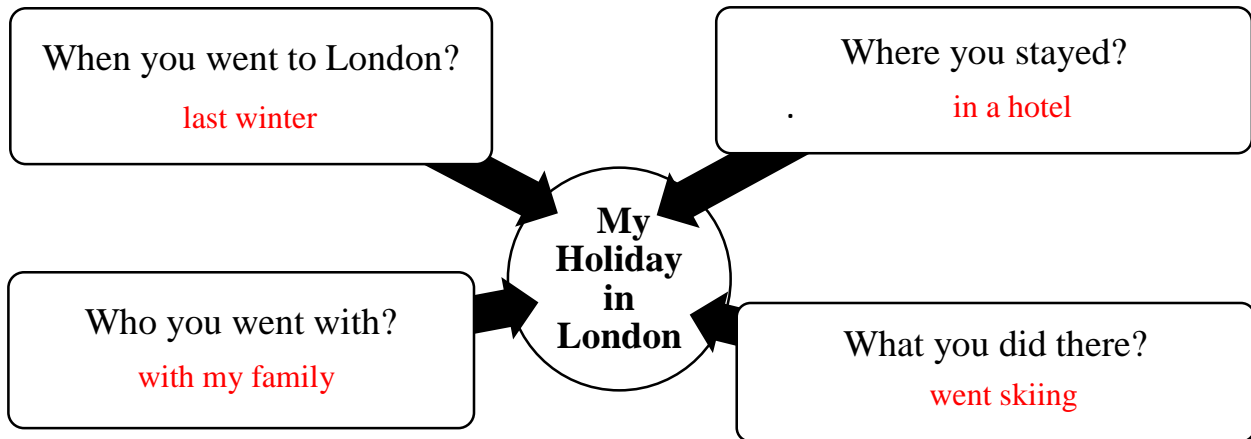 When you went to London?
last winter
Where you stayed?
. in a hotel
My
Holiday
in
London
Who you went with?
with my family
What you did there?
went skiing